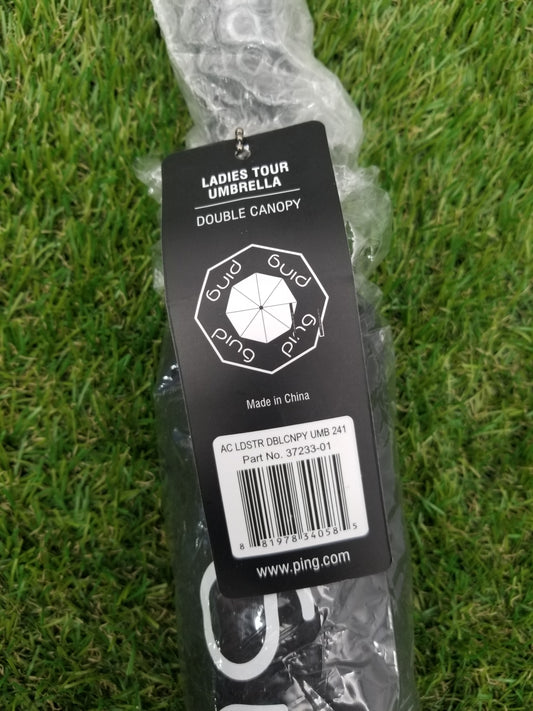 LADIES TOUR
UMBRELLA
DOUBLE CANOPY
ping
ping
ping
ping
Made in China
AC LDSTR DBLCNPY UMB 241
Part No. 37233-01
8 81978 34058 5
www.ping.com